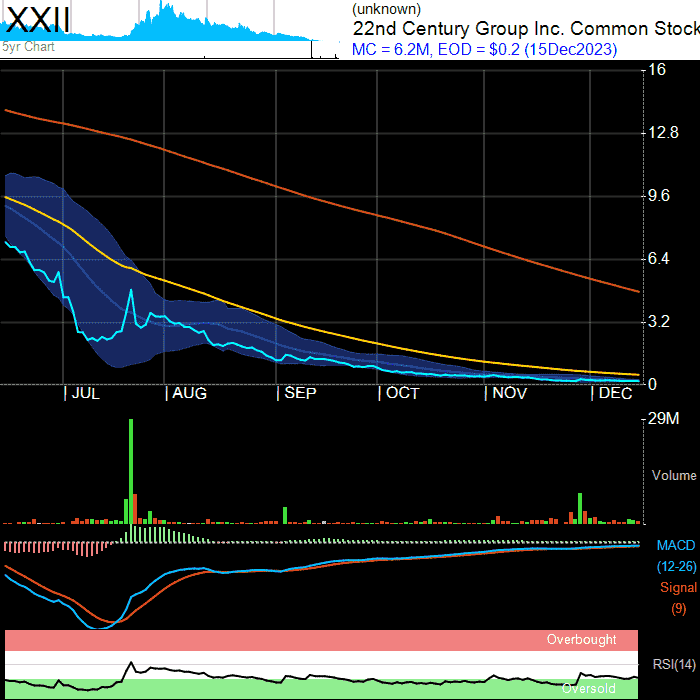 XXII
5yr Chart
(unknown)
22nd Century Group Inc. Common Stock
MC = 6.2M, EOD = $0.2 (15Dec2023)
16
12.8
9.6
6.4
3.2
0
JUL AUG SEP OCT NOV DEC
29M
Volume
MACD
(12-26)
Signal
(9)
Overbought
RSI(14)
Oversold